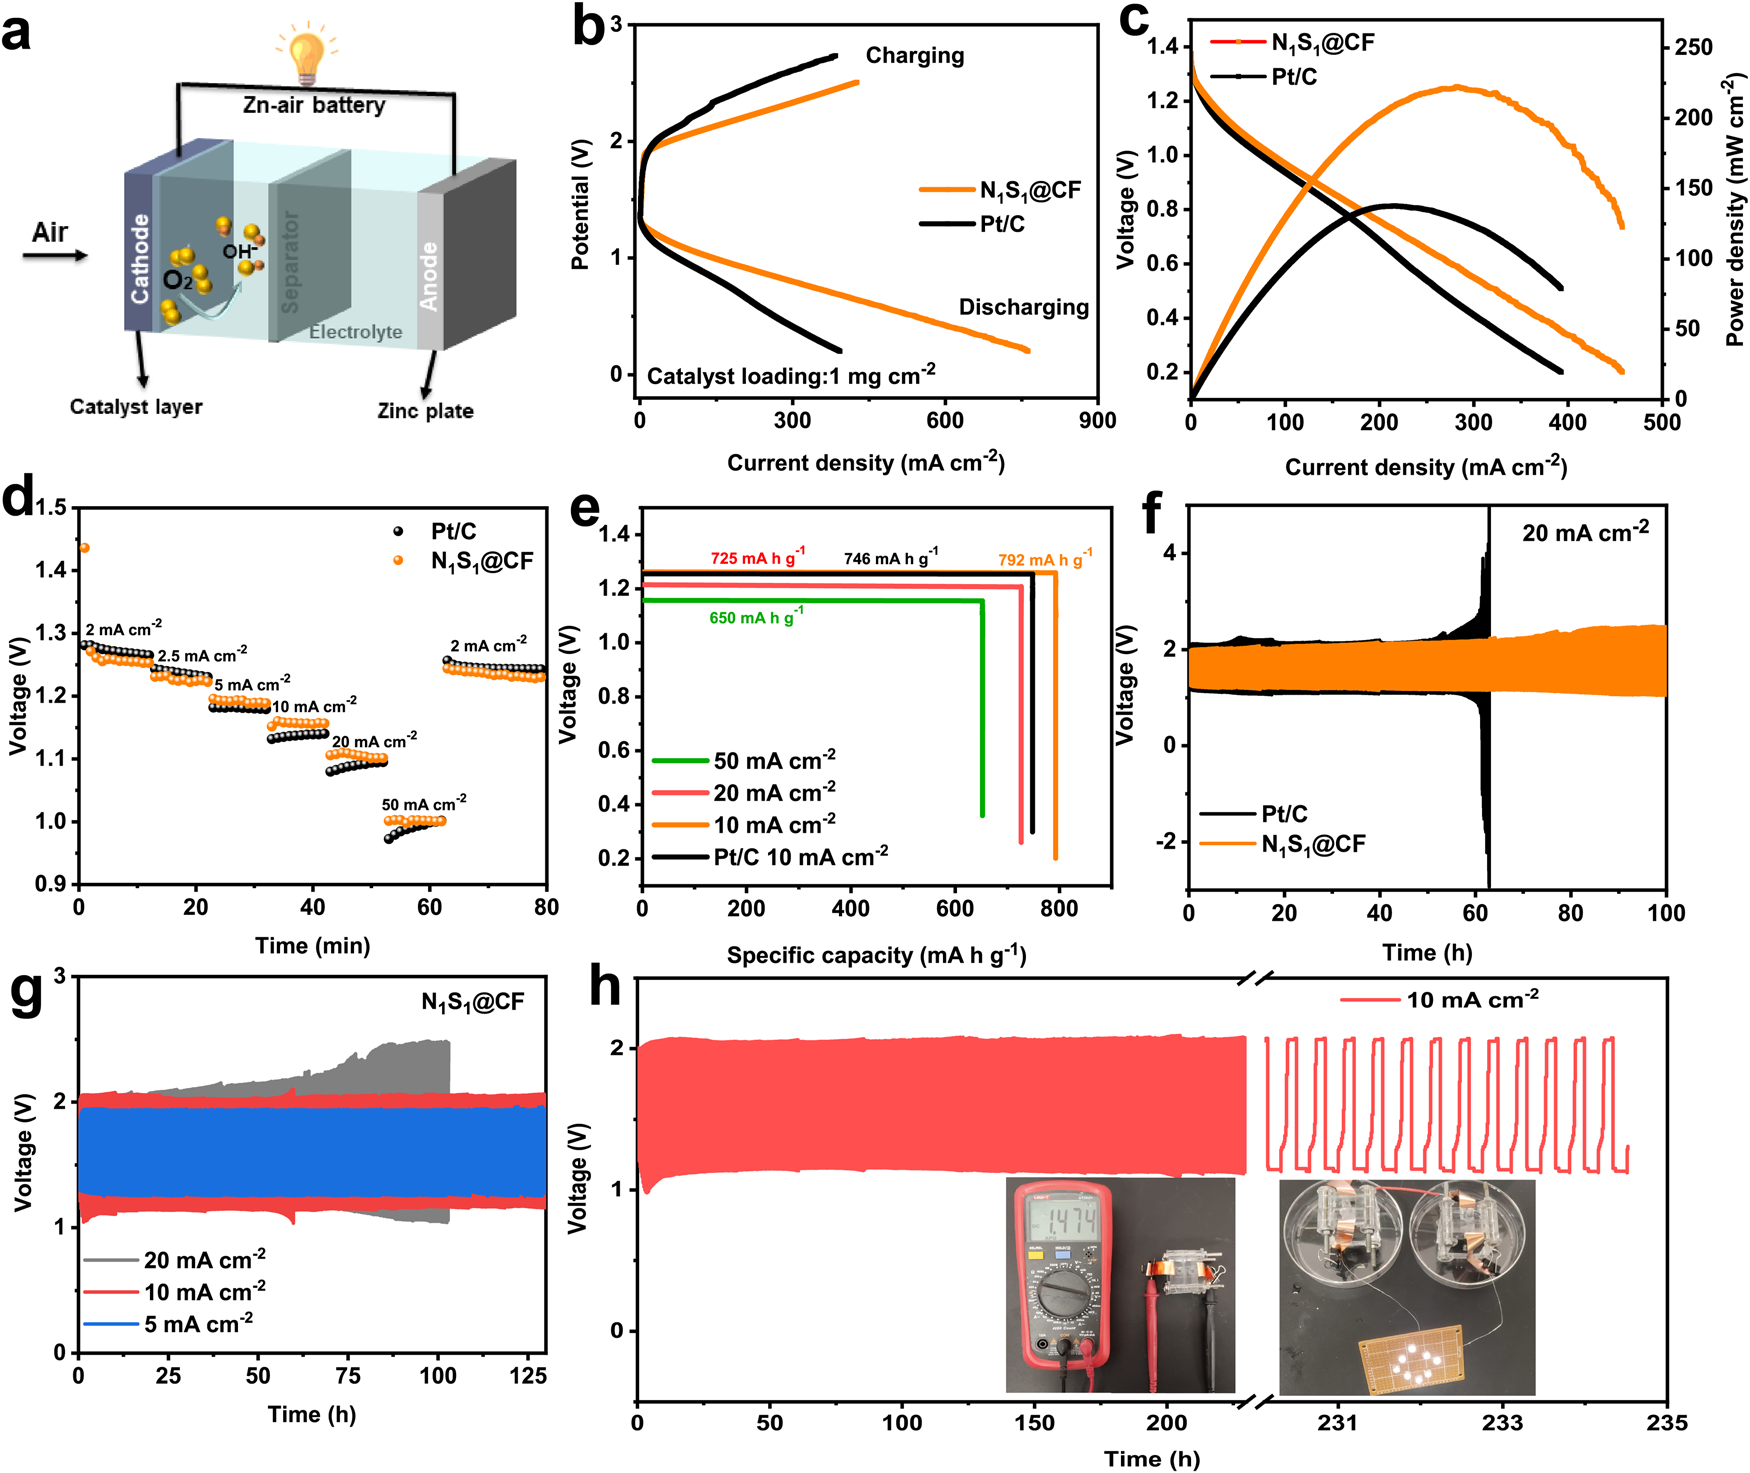 a
Zn-air battery
Air
Cathode
O2
OH-
Separator
Electrolyte
Anode
Catalyst layer
Zinc plate
b
3
2
1
0
Potential (V)
Charging
N1S1@CF
Pt/C
Discharging
Catalyst loading:1 mg cm-2
0 300 600 900
Current density (mA cm-2)
c
1.4
1.2
1.0
0.8
0.6
0.4
0.2
Voltage (V)
N1S1@CF
Pt/C
250
200
150
100
50
0
Power density (mW cm-2)
0 100 200 300 400 500
Current density (mA cm-2)
d
1.5
1.4
1.3
1.2
1.1
1.0
0.9
Voltage (V)
Pt/C
N1S1@CF
2 mA cm-2
2.5 mA cm-2
5 mA cm-2
10 mA cm-2
20 mA cm-2
50 mA cm-2
2 mA cm-2
0 20 40 60 80
Time (min)
e
1.4
1.2
1.0
0.8
0.6
0.4
0.2
Voltage (V)
725 mA h g-1
746 mA h g-1
792 mA h g-1
650 mA h g-1
50 mA cm-2
20 mA cm-2
10 mA cm-2
Pt/C 10 mA cm-2
0 200 400 600 800
Specific capacity (mA h g-1)
f
4
2
0
-2
Voltage (V)
20 mA cm-2
Pt/C
N1S1@CF
0 20 40 60 80 100
Time (h)
g
3
2
1
0
Voltage (V)
N1S1@CF
20 mA cm-2
10 mA cm-2
5 mA cm-2
0 25 50 75 100 125
Time (h)
h
2
1
0
Voltage (V)
10 mA cm-2
1.474
0 50 100 150 200 231 233 235
Time (h)